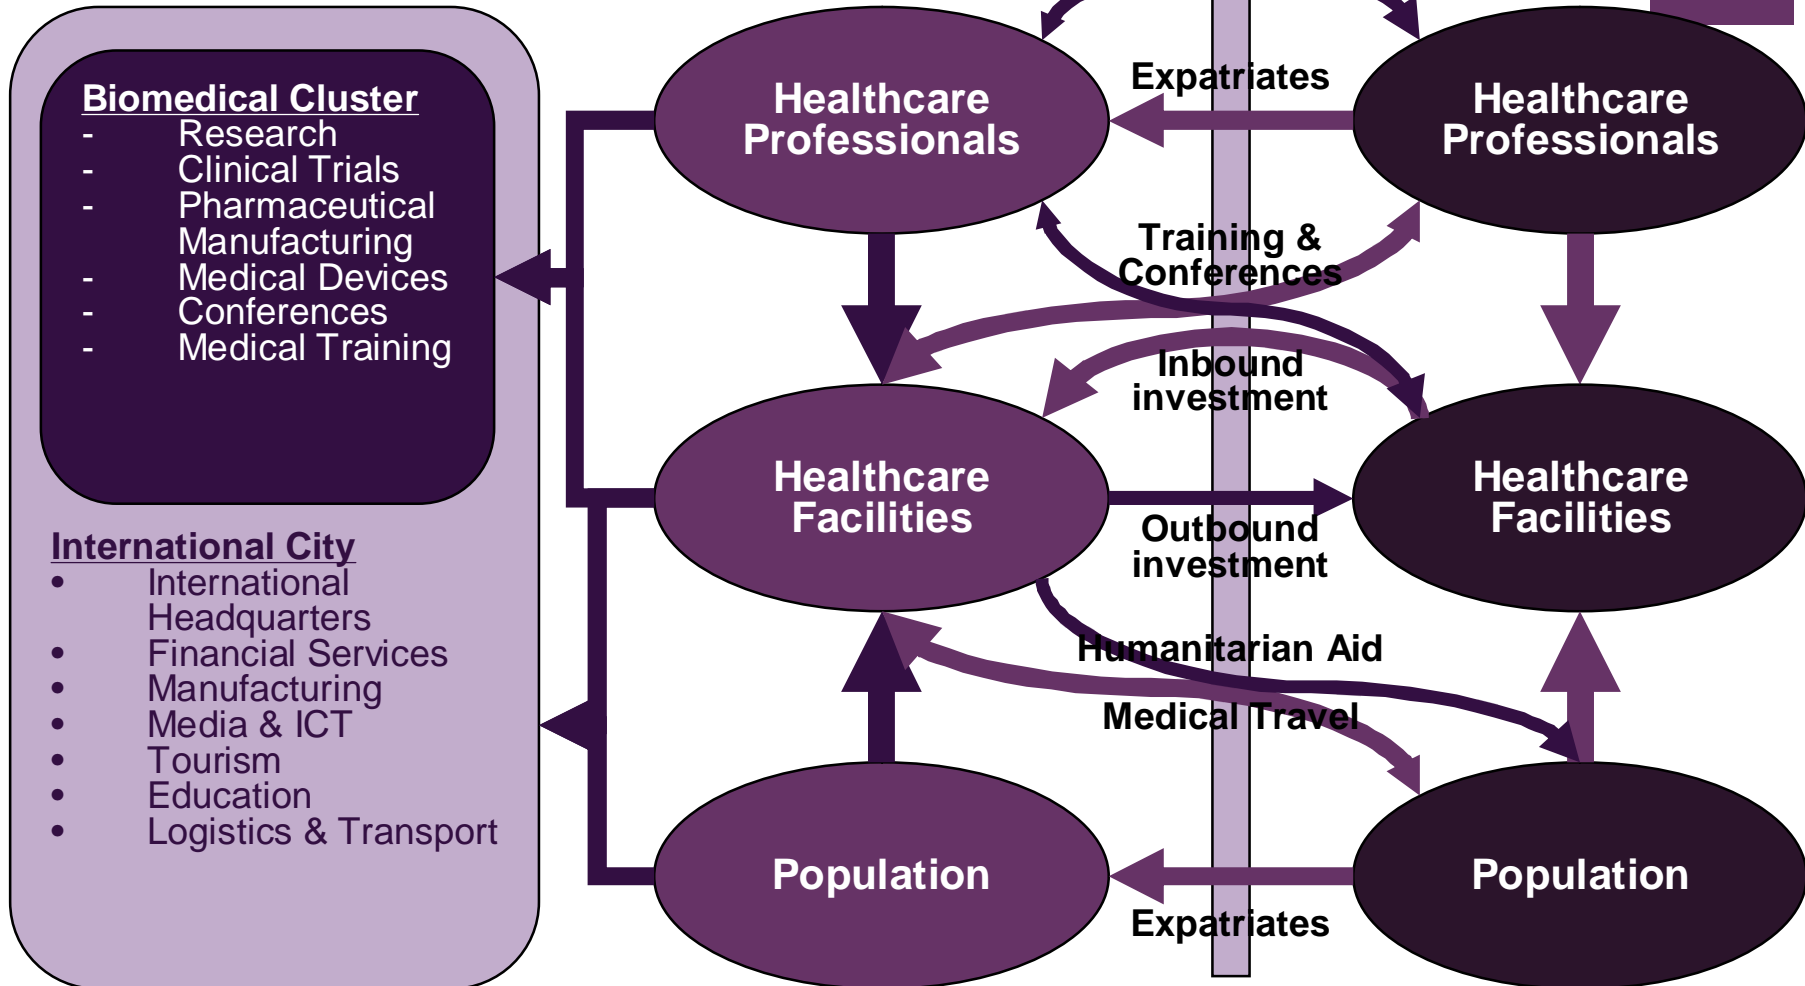 Biomedical Cluster
- Research
- Clinical Trials
- Pharmaceutical
Manufacturing
- Medical Devices
- Conferences
- Medical Training
International City
• International
Headquarters
• Financial Services
• Manufacturing
• Media & ICT
• Tourism
• Education
• Logistics & Transport
Healthcare
Professionals
Expatriates
Healthcare
Professionals
Training &
Conferences
Inbound
investment
Healthcare
Facilities
Outbound
investment
Healthcare
Facilities
Humanitarian Aid
Medical Travel
Population
Expatriates
Population